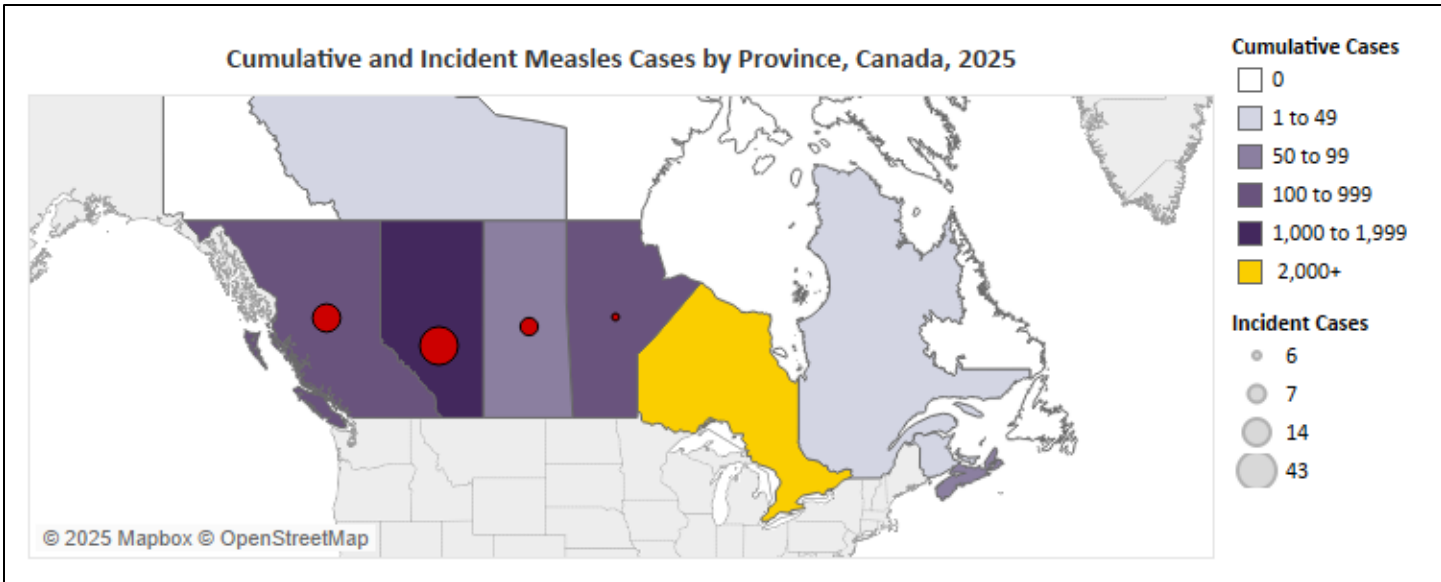 Cumulative and Incident Measles Cases by Province, Canada, 2025
Cumulative Cases
0
1 to 49
50 to 99
100 to 999
1,000 to 1,999
2,000+
Incident Cases
6
7
14
43
© 2025 Mapbox © OpenStreetMap